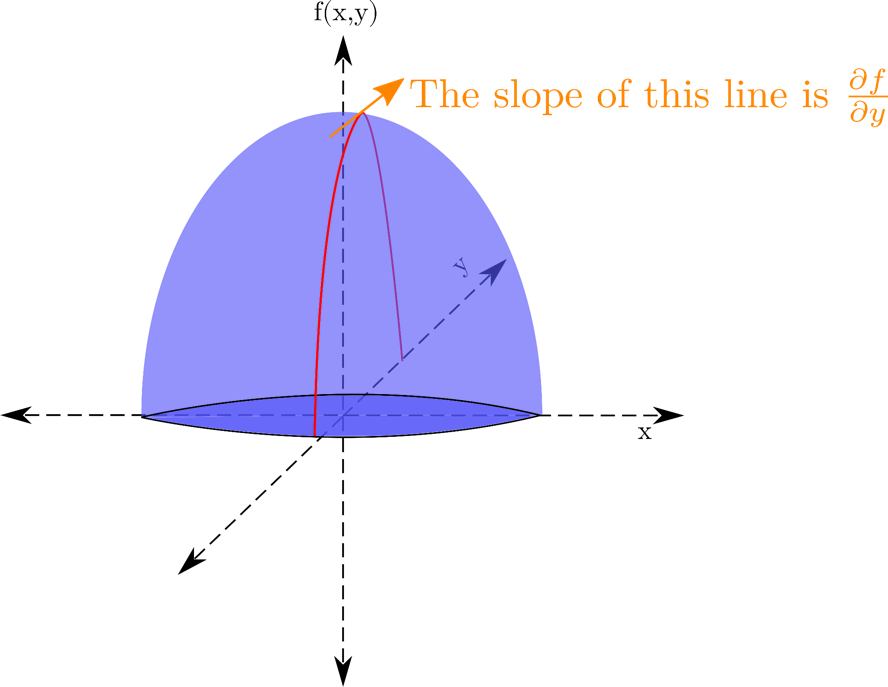 f(x,y)
The slope of this line is ∂f/∂y
y
x